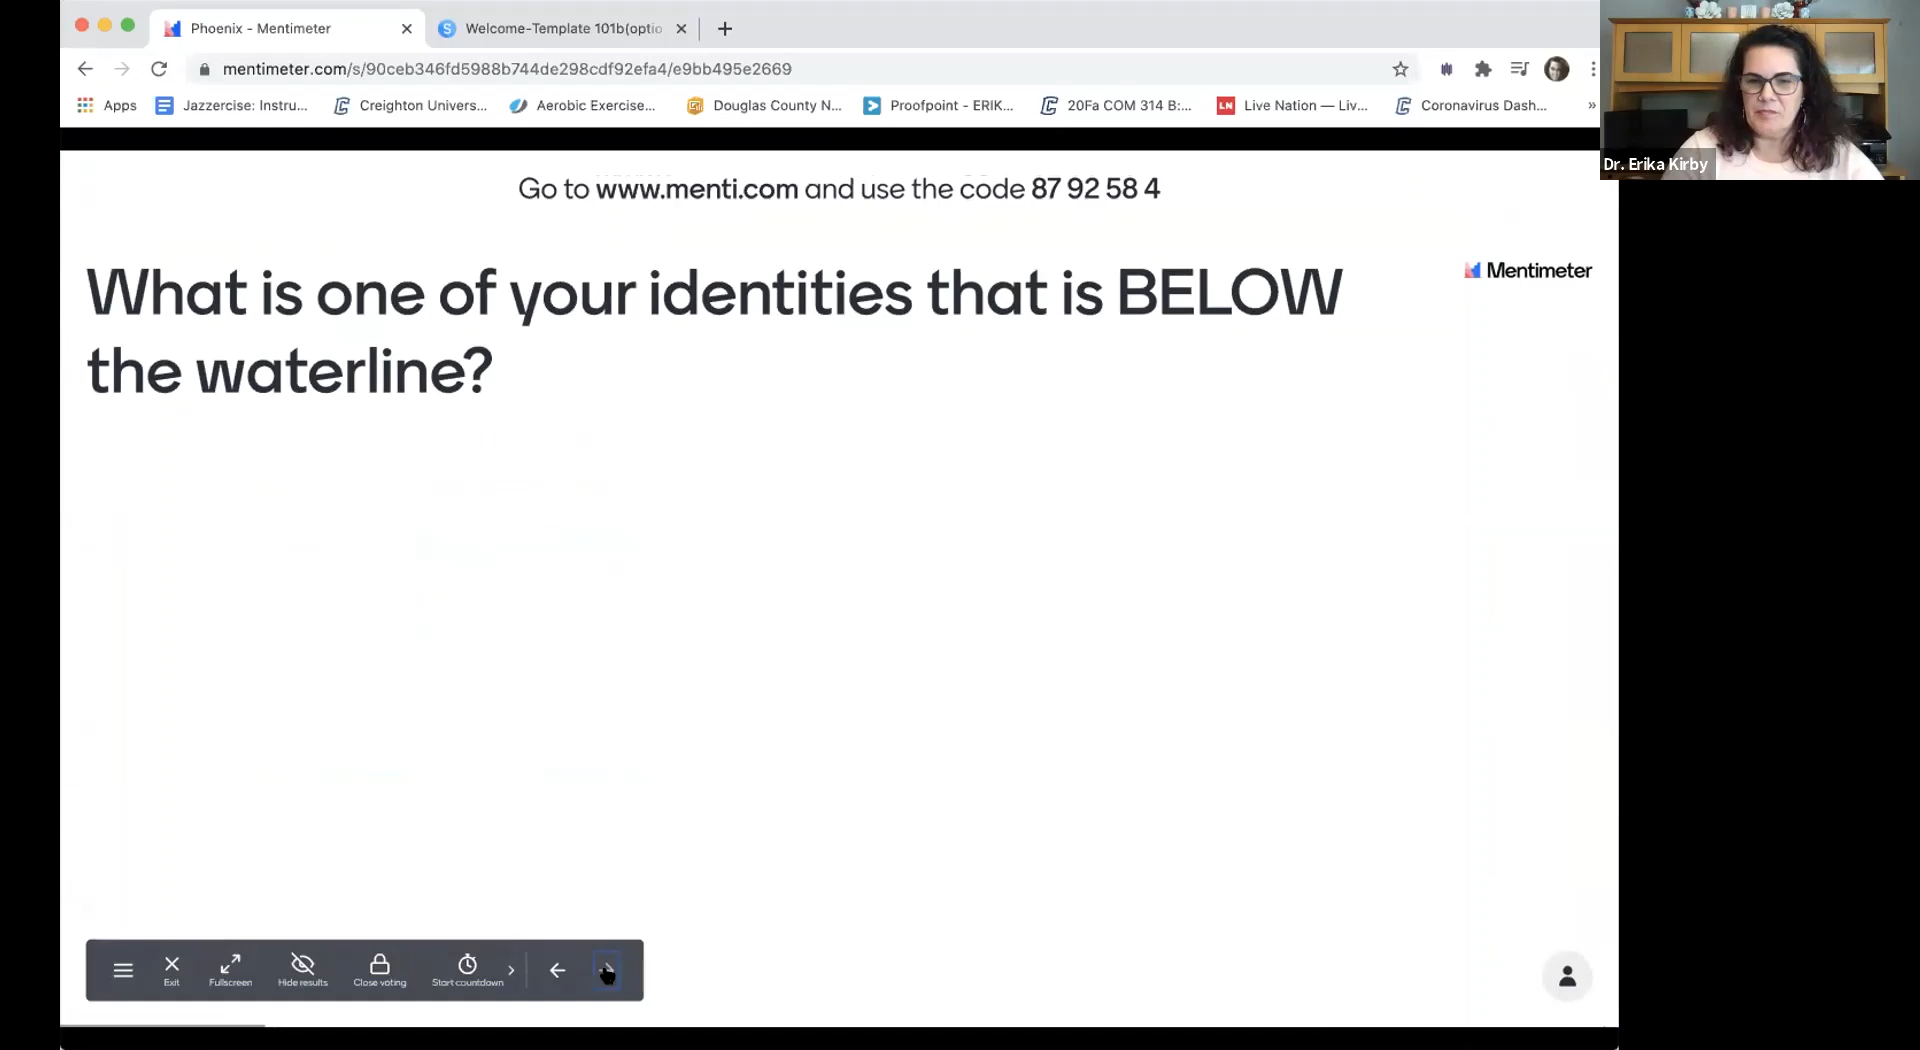 Phoenix - Mentimeter
Welcome-Template 101b(optio
mentimeter.com/s/90ceb346fd5988b744de298cdf92efa4/e9bb495e2669
Apps
Jazzercise: Instru...
Creighton Univers...
Aerobic Exercise...
Douglas County N...
Proofpoint - ERIK...
20Fa COM 314 B:...
LN
Live Nation — Liv...
Coronavirus Dash...
»
Dr. Erika Kirby
Go to www.menti.com and use the code 87 92 58 4
Mentimeter
What is one of your identities that is BELOW
the waterline?
Exit
Fullscreen
Hide results
Close voting
Start countdown